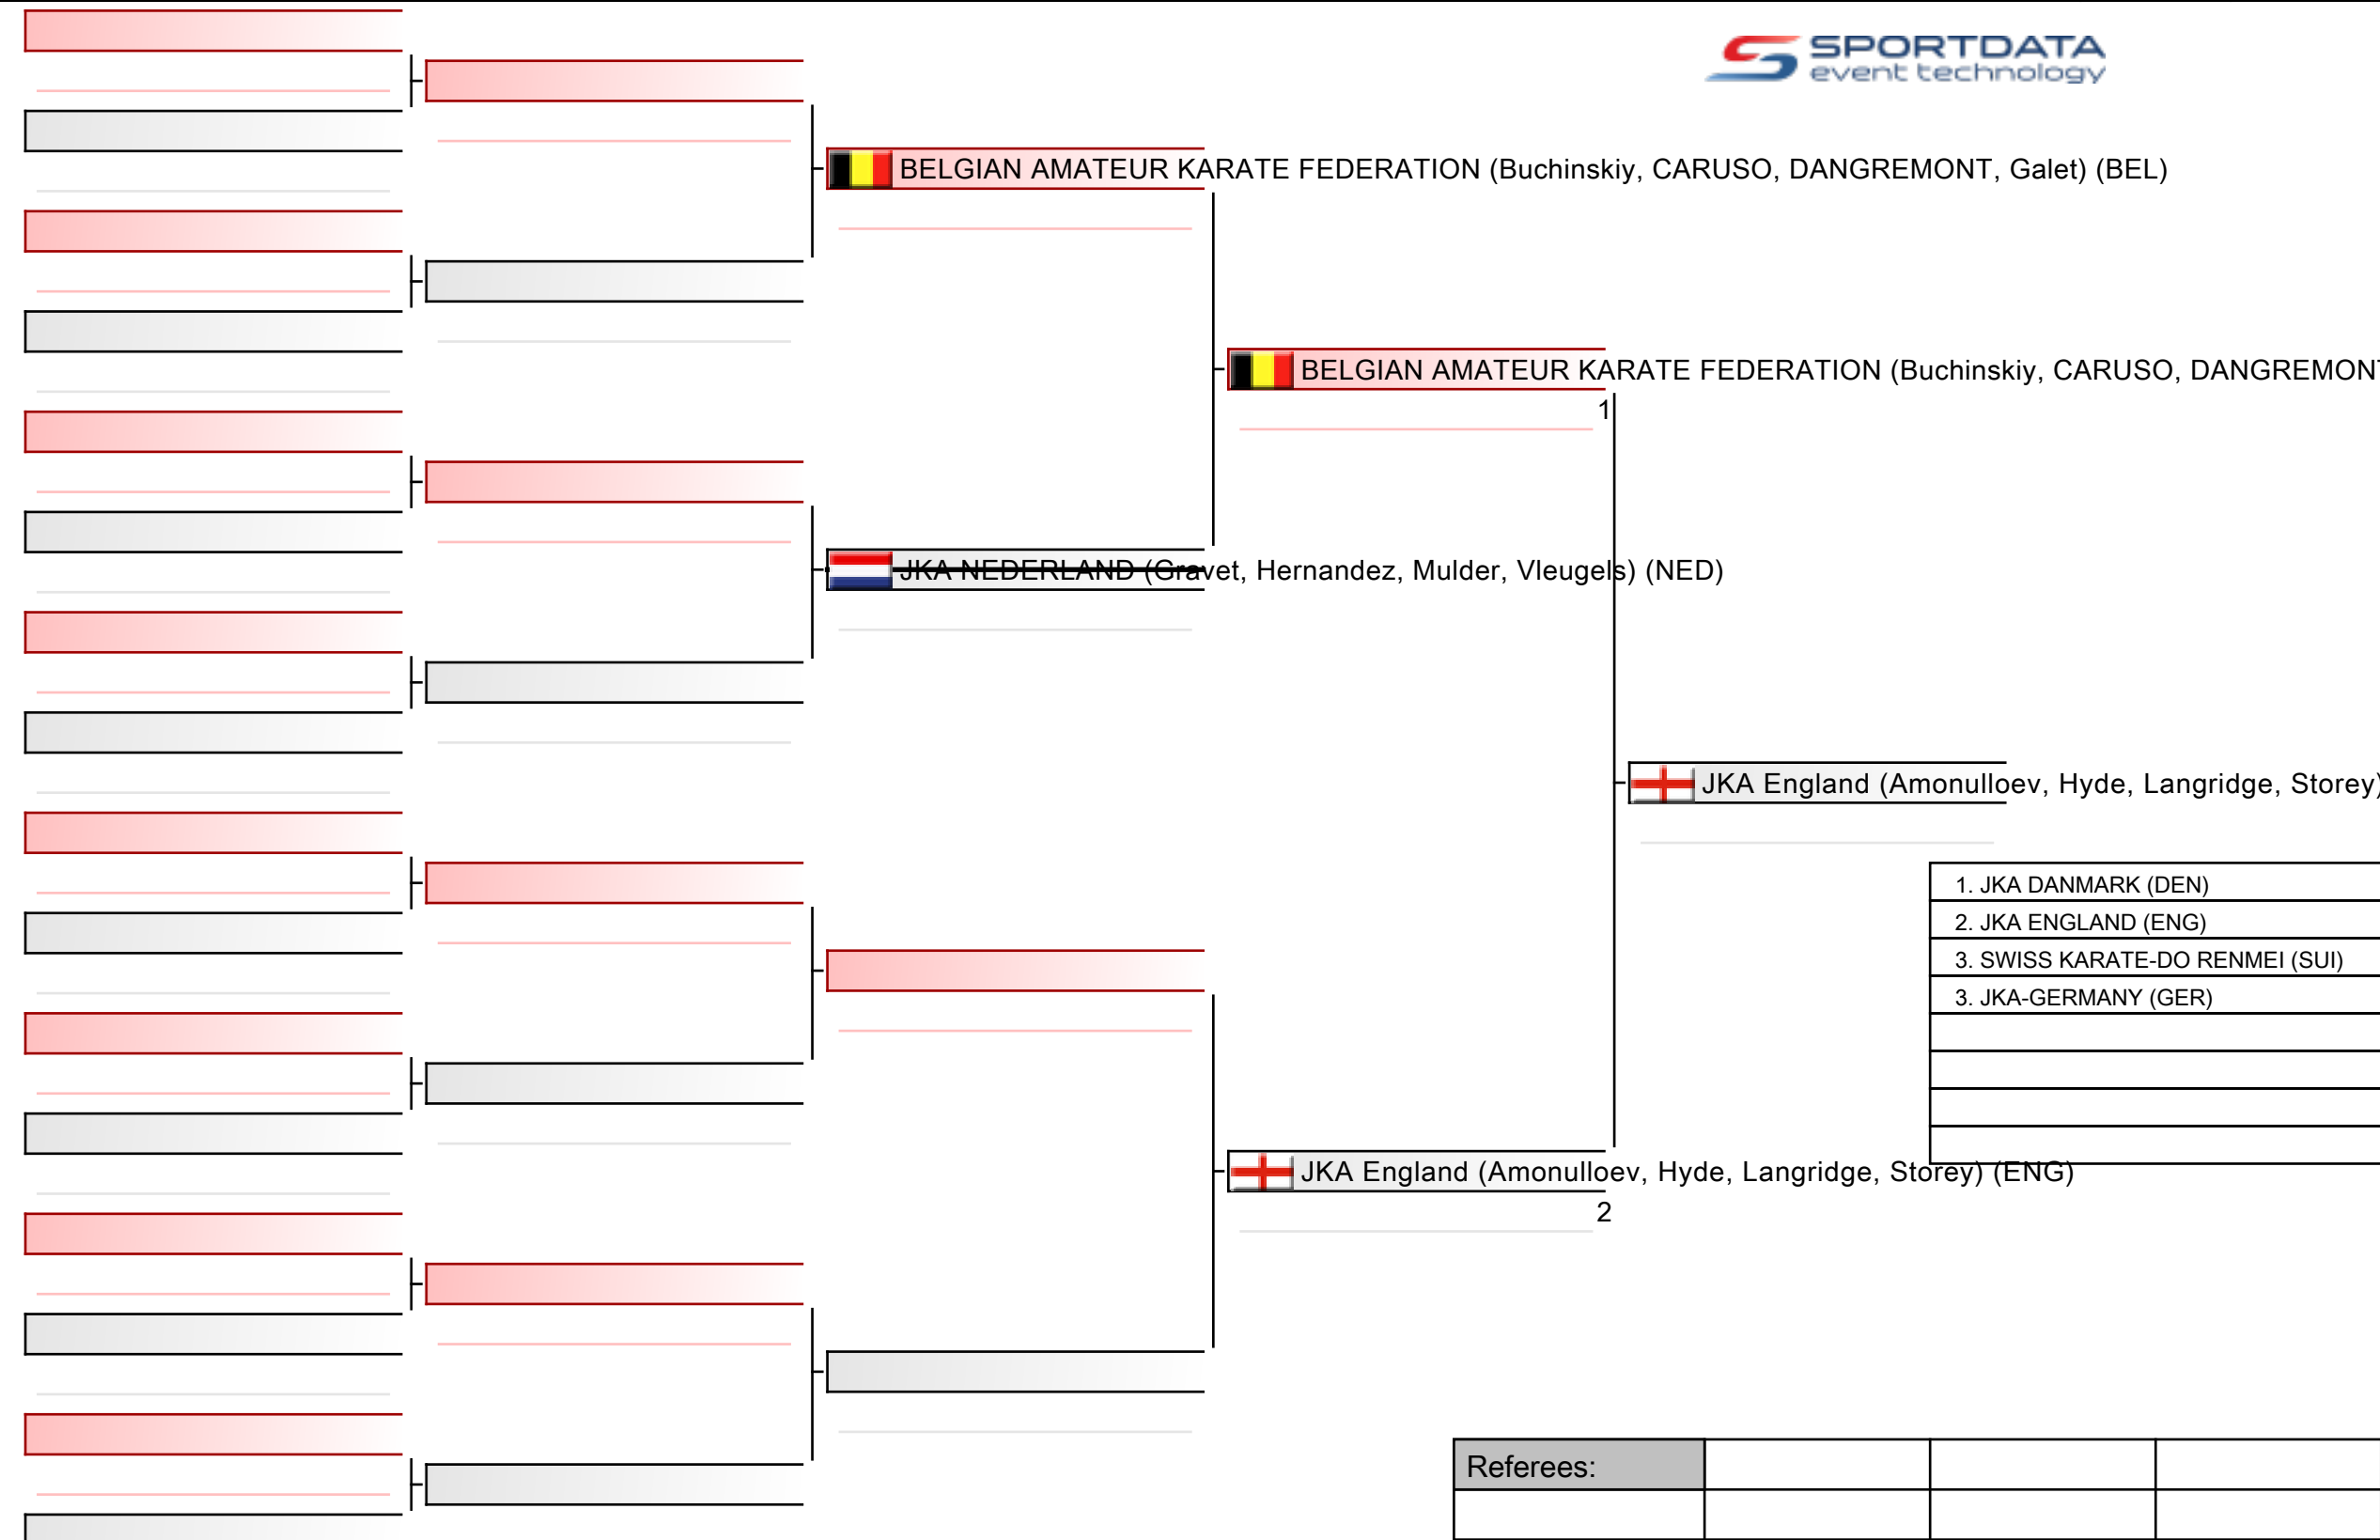 SPORTDATA
event technology
BELGIAN AMATEUR KARATE FEDERATION (Buchinskiy, CARUSO, DANGREMONT, Galet) (BEL)
BELGIAN AMATEUR KARATE FEDERATION (Buchinskiy, CARUSO, DANGREMONT
1
JKA NEDERLAND (Gravet, Hernandez, Mulder, Vleugels) (NED)
JKA England (Amonulloev, Hyde, Langridge, Storey)
1. JKA DANMARK (DEN)
2. JKA ENGLAND (ENG)
3. SWISS KARATE-DO RENMEI (SUI)
3. JKA-GERMANY (GER)
JKA England (Amonulloev, Hyde, Langridge, Storey) (ENG)
2
Referees: